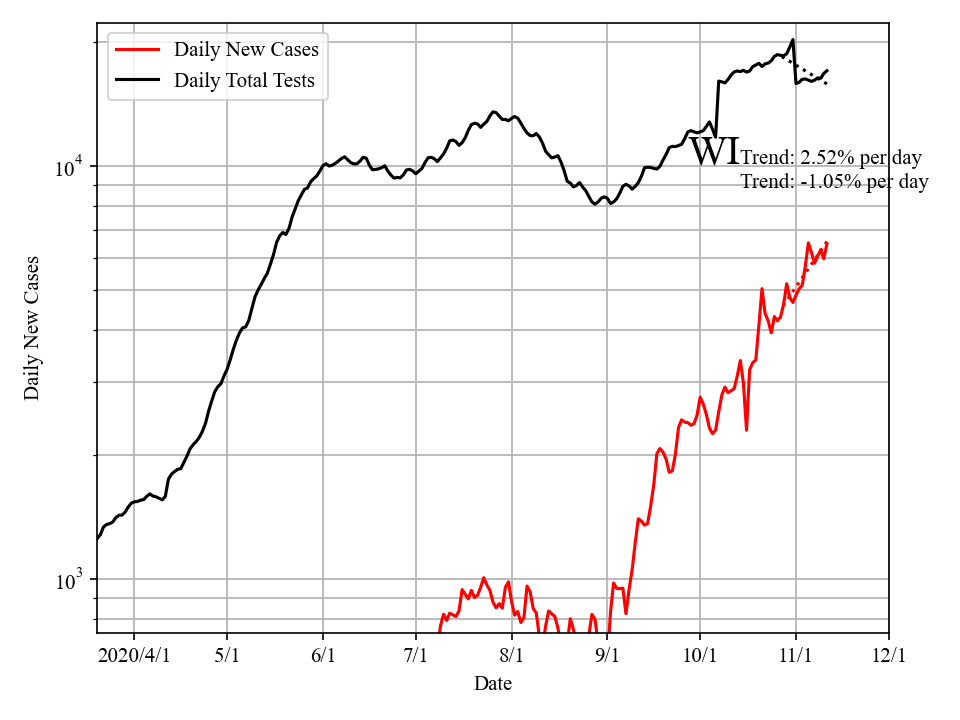 Daily New Cases
Daily Total Tests
WI
Trend: 2.52% per day
Trend: -1.05% per day
10^4
10^3
Daily New Cases
2020/4/1 5/1 6/1 7/1 8/1 9/1 10/1 11/1 12/1
Date